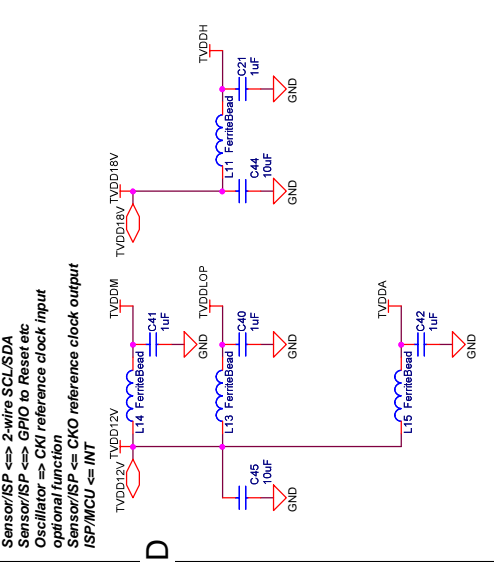 Sensor/ISP <=> 2-wire SCL/SDA
Sensor/ISP <=> GPIO to Reset etc
Oscillator => CKI reference clock input
optional function
Sensor/ISP <= CKO reference clock output
ISP/MCU <= INT
TVDD18V
TVDD18V
L11 FerriteBead
TVDDH
C44
10uF
GND
C21
1uF
GND
TVDD12V
TVDD12V
L14 FerriteBead
TVDDM
C41
1uF
GND
L13 FerriteBead
TVDDLOP
C40
1uF
GND
C45
10uF
GND
L15 FerriteBead
TVDDA
C42
1uF
GND
D